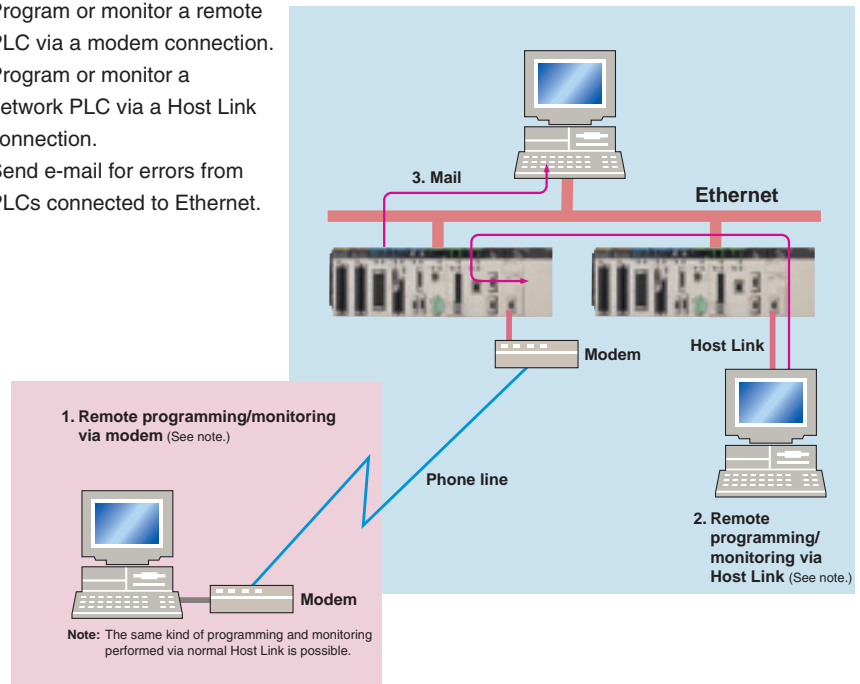 Program or monitor a remote
PLC via a modem connection.
Program or monitor a
network PLC via a Host Link
connection.
Send e-mail for errors from
PLCs connected to Ethernet.
3. Mail
Ethernet
Modem
Host Link
1. Remote programming/monitoring
via modem (See note.)
Phone line
2. Remote
programming/
monitoring via
Host Link (See note.)
Modem
Note: The same kind of programming and monitoring
performed via normal Host Link is possible.